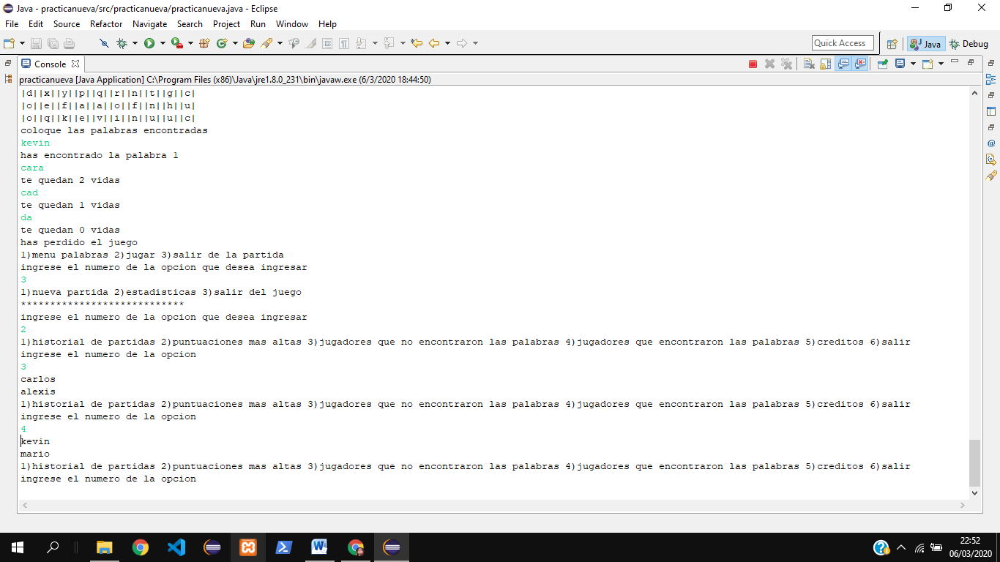 Java - practicanueva/src/practicanueva/practicanueva.java - Eclipse
File Edit Source Refactor Navigate Search Project Run Window Help
Quick Access
Java
Debug
Console
practicanueva [Java Application] C:\Program Files (x86)\Java\jre1.8.0_231\bin\javaw.exe (6/3/2020 18:44:50)
|d||x||y||p||q||r||n||t||g||c|
|o||e||f||a||a||o||f||n||h||u|
|o||q||k||e||v||i||n||u||u||c|
coloque las palabras encontradas
kevin
has encontrado la palabra 1
cara
te quedan 2 vidas
cad
te quedan 1 vidas
da
te quedan 0 vidas
has perdido el juego
1)menu palabras 2)jugar 3)salir de la partida
ingrese el numero de la opcion que desea ingresar
3
1)nueva partida 2)estadisticas 3)salir del juego
****************************
ingrese el numero de la opcion que desea ingresar
2
1)historial de partidas 2)puntuaciones mas altas 3)jugadores que no encontraron las palabras 4)jugadores que encontraron las palabras 5)creditos 6)salir
ingrese el numero de la opcion
3
carlos
alexis
1)historial de partidas 2)puntuaciones mas altas 3)jugadores que no encontraron las palabras 4)jugadores que encontraron las palabras 5)creditos 6)salir
ingrese el numero de la opcion
4
kevin
mario
1)historial de partidas 2)puntuaciones mas altas 3)jugadores que no encontraron las palabras 4)jugadores que encontraron las palabras 5)creditos 6)salir
ingrese el numero de la opcion
22:52
06/03/2020